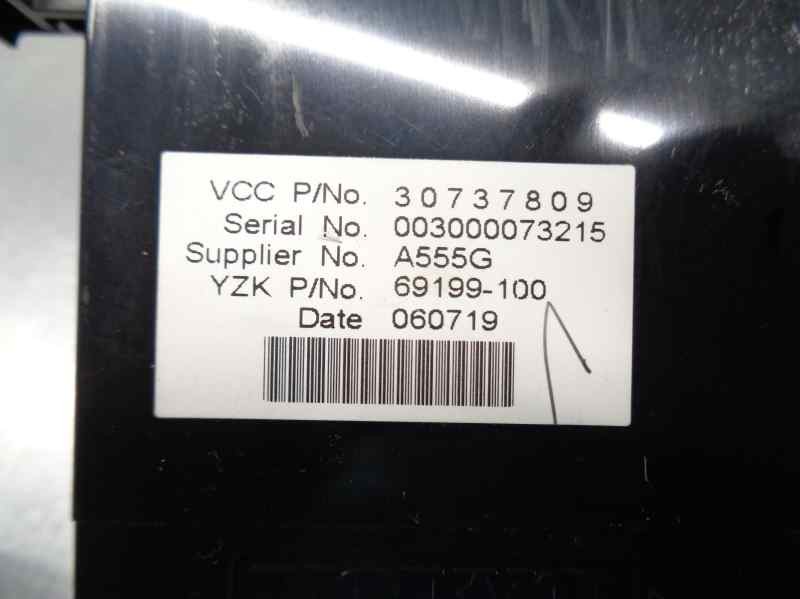 VCC P/No. 30737809
Serial No. 003000073215
Supplier No. A555G
YZK P/No. 69199-100
Date 060719